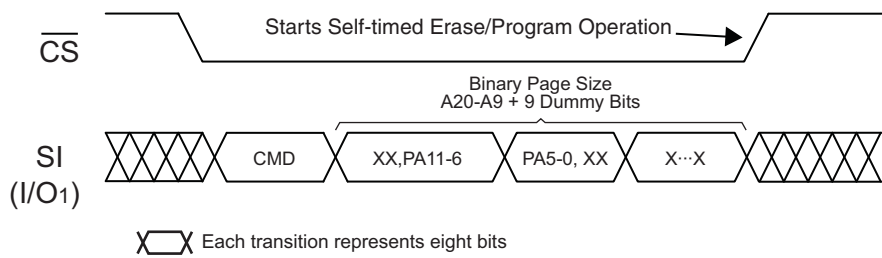 Starts Self-timed Erase/Program Operation
CS
Binary Page Size
A20-A9 + 9 Dummy Bits
SI
(I/O1)
CMD
XX,PA11-6
PA5-0, XX
X···X
Each transition represents eight bits